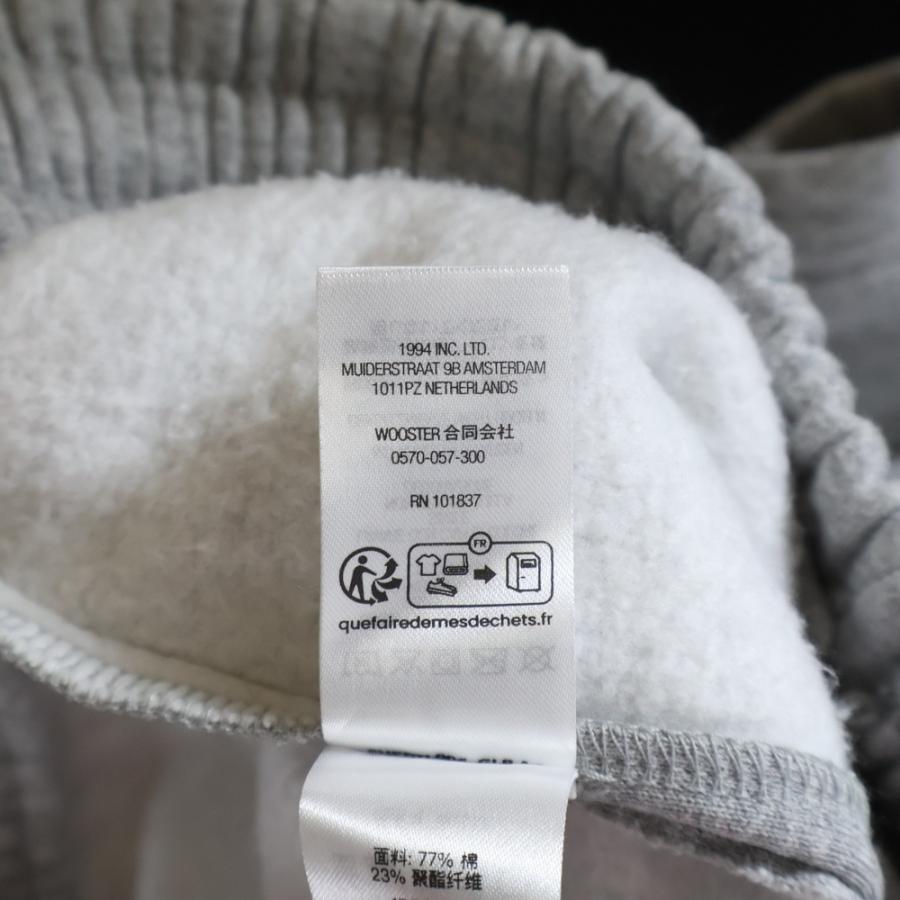 1994 INC. LTD.
MUIDERSTRAAT 9B AMSTERDAM
1011PZ NETHERLANDS
WOOSTER 合同会社
0570-057-300
RN 101837
FR
quefairedemesdechets.fr
面料: 77% 棉
23% 聚酯纤维